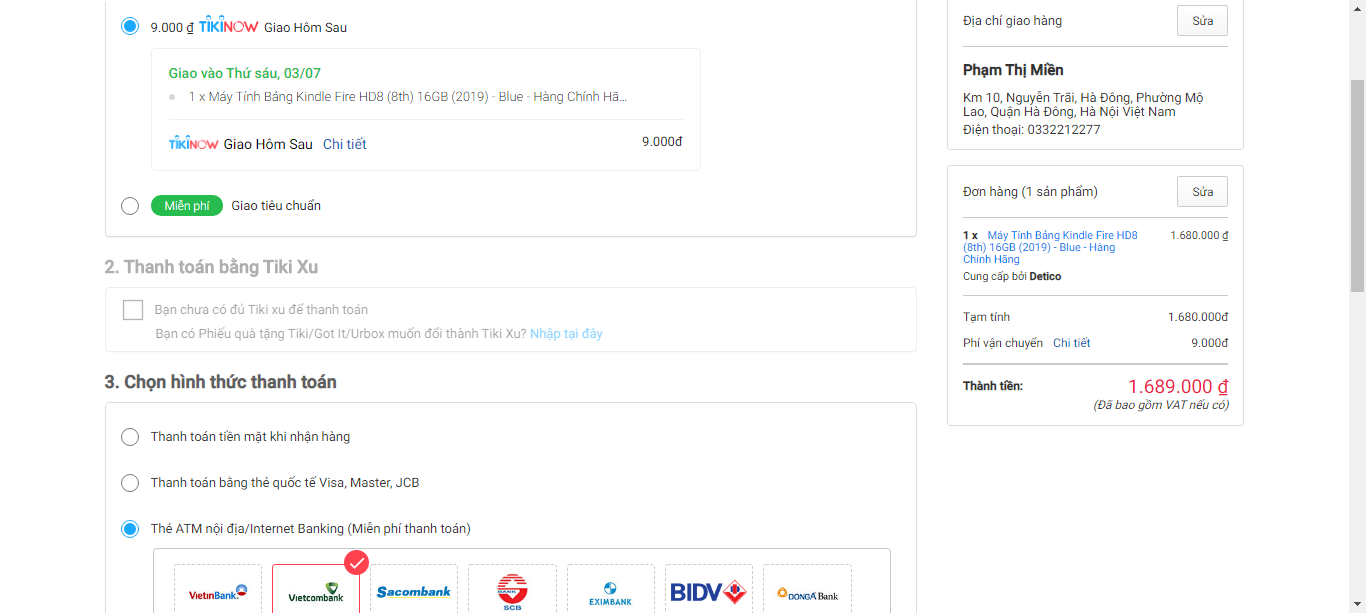 9.000 ₫ TIKINOW Giao Hôm Sau
Giao vào Thứ sáu, 03/07
1 x Máy Tính Bảng Kindle Fire HD8 (8th) 16GB (2019) - Blue - Hàng Chính Hã...
TIKINOW Giao Hôm Sau Chi tiết 9.000đ
Miễn phí Giao tiêu chuẩn
2. Thanh toán bằng Tiki Xu
Bạn chưa có đủ Tiki xu để thanh toán
Bạn có Phiếu quà tặng Tiki/Got It/Urbox muốn đổi thành Tiki Xu? Nhập tại đây
3. Chọn hình thức thanh toán
Thanh toán tiền mặt khi nhận hàng
Thanh toán bằng thẻ quốc tế Visa, Master, JCB
Thẻ ATM nội địa/Internet Banking (Miễn phí thanh toán)
VietinBank Vietcombank Sacombank BANK SCB EXIMBANK BIDV DONGA Bank
Địa chỉ giao hàng Sửa
Phạm Thị Miền
Km 10, Nguyễn Trãi, Hà Đông, Phường Mộ
Lao, Quận Hà Đông, Hà Nội Việt Nam
Điện thoại: 0332212277
Đơn hàng (1 sản phẩm) Sửa
1 x Máy Tính Bảng Kindle Fire HD8 1.680.000 ₫
(8th) 16GB (2019) - Blue - Hàng
Chính Hãng
Cung cấp bởi Detico
Tạm tính 1.680.000đ
Phí vận chuyển Chi tiết 9.000đ
Thành tiền: 1.689.000 ₫
(Đã bao gồm VAT nếu có)